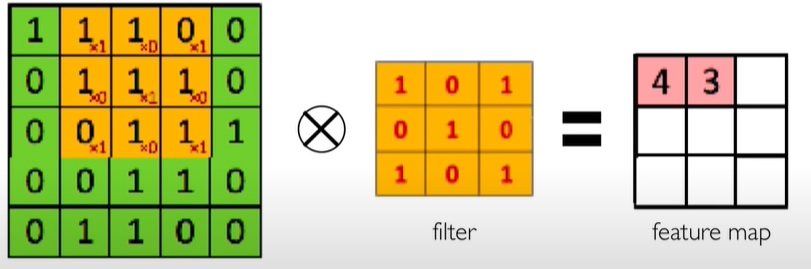 1 1×1 1×0 0×1 0
0 1×0 1×1 1×0 0
0 0×1 1×0 1×1 1
0 0 1 1 0
0 1 1 0 0
1 0 1
0 1 0
1 0 1
filter
=
4 3
feature map